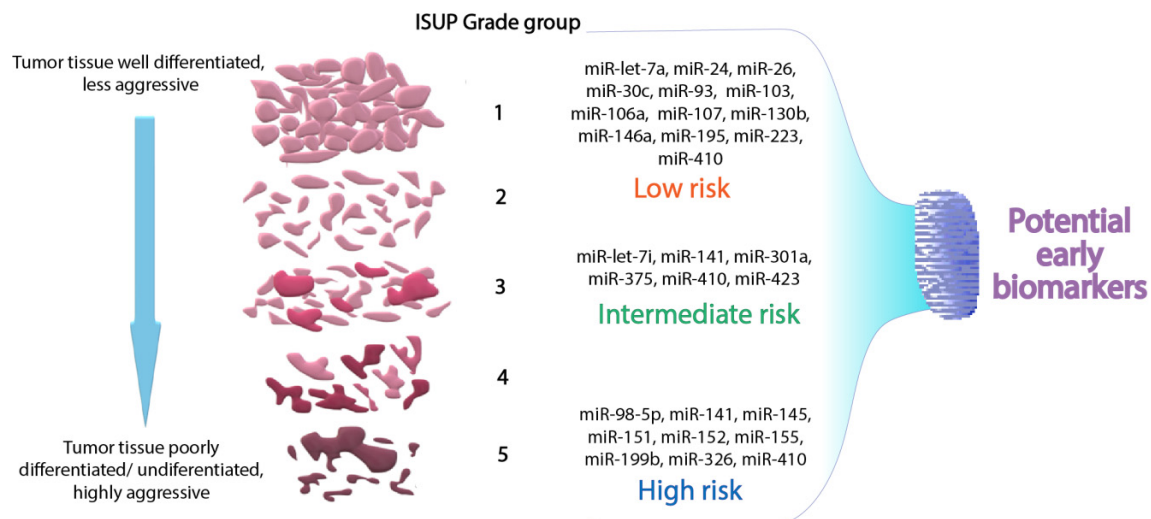 ISUP Grade group
Tumor tissue well differentiated,
less aggressive
1
miR-let-7a, miR-24, miR-26,
miR-30c, miR-93, miR-103,
miR-106a, miR-107, miR-130b,
miR-146a, miR-195, miR-223,
miR-410
Low risk
2
3
miR-let-7i, miR-141, miR-301a,
miR-375, miR-410, miR-423
Intermediate risk
4
Tumor tissue poorly
differentiated/ undiferentiated,
highly aggressive
5
miR-98-5p, miR-141, miR-145,
miR-151, miR-152, miR-155,
miR-199b, miR-326, miR-410
High risk
Potential
early
biomarkers